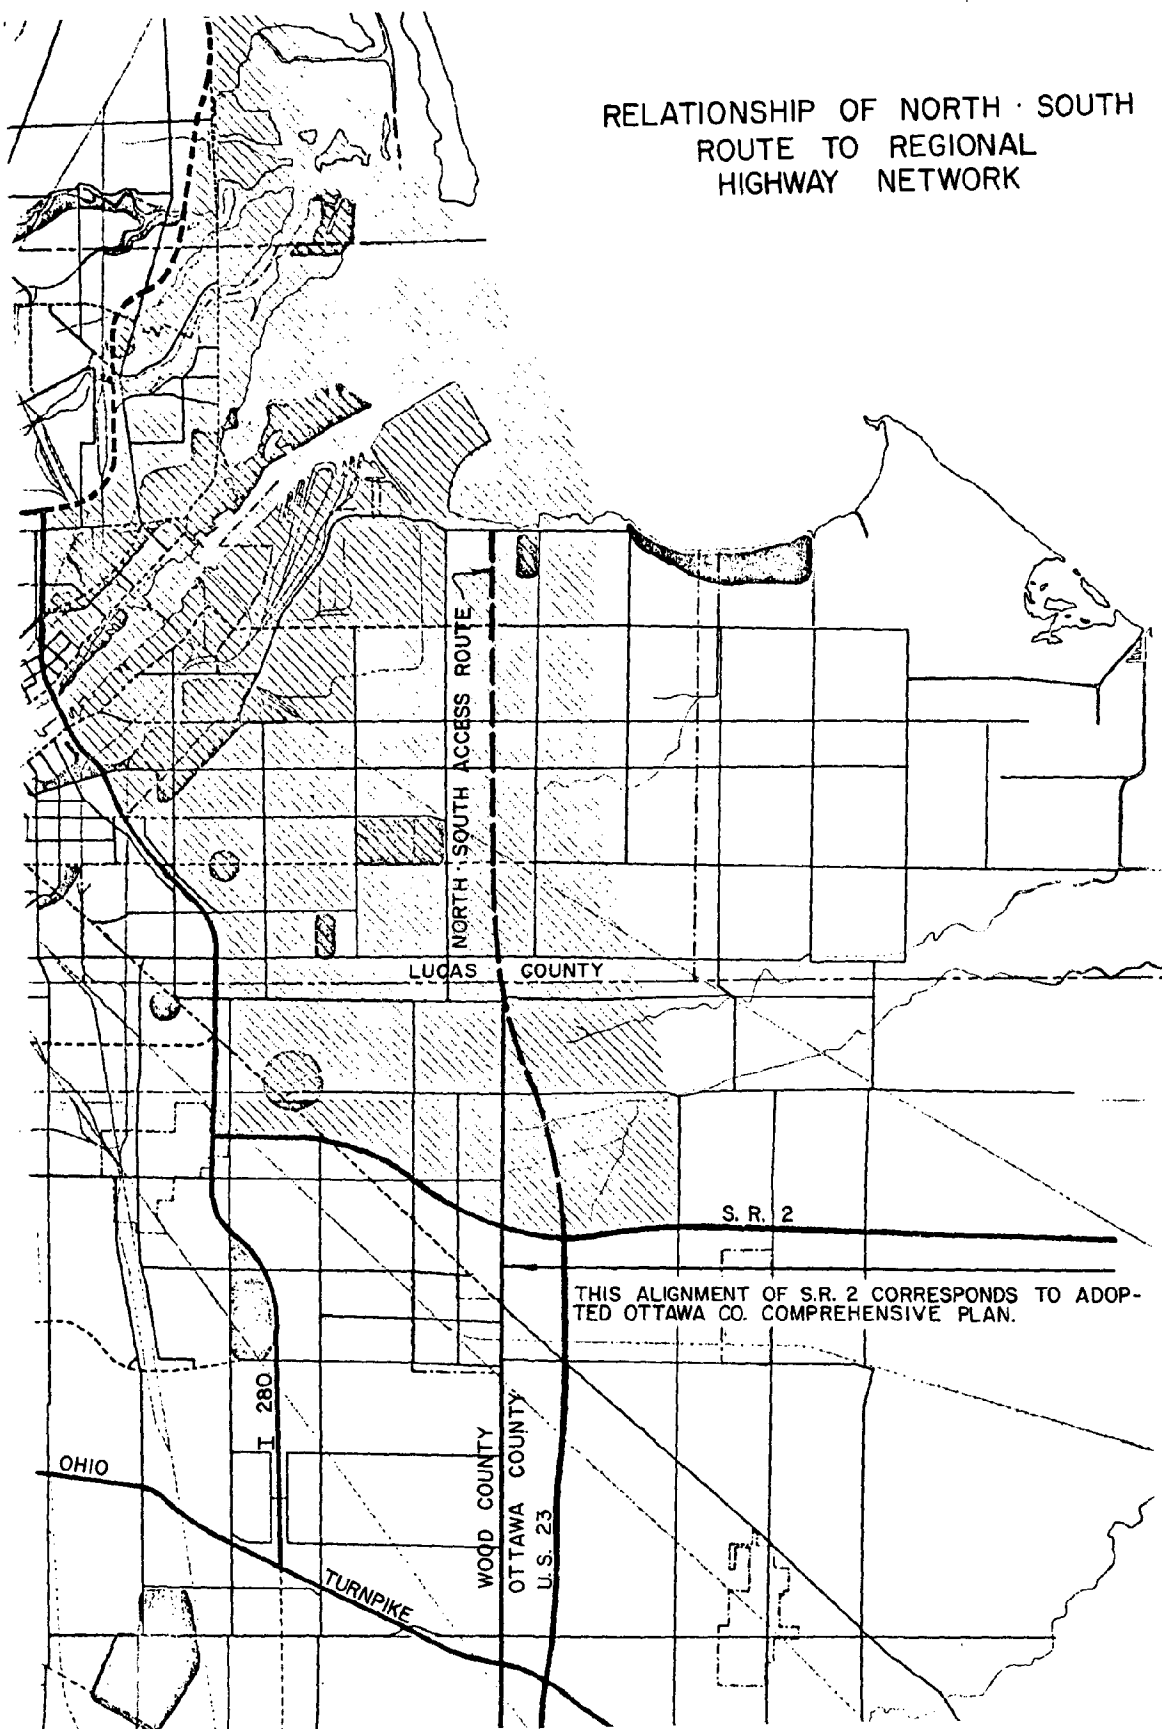 RELATIONSHIP OF NORTH · SOUTH
ROUTE TO REGIONAL
HIGHWAY NETWORK
NORTH · SOUTH ACCESS ROUTE
LUCAS COUNTY
S. R. 2
THIS ALIGNMENT OF S.R. 2 CORRESPONDS TO ADOP-
TED OTTAWA CO. COMPREHENSIVE PLAN.
I 280
OHIO
TURNPIKE
WOOD COUNTY
OTTAWA COUNTY
U.S. 23